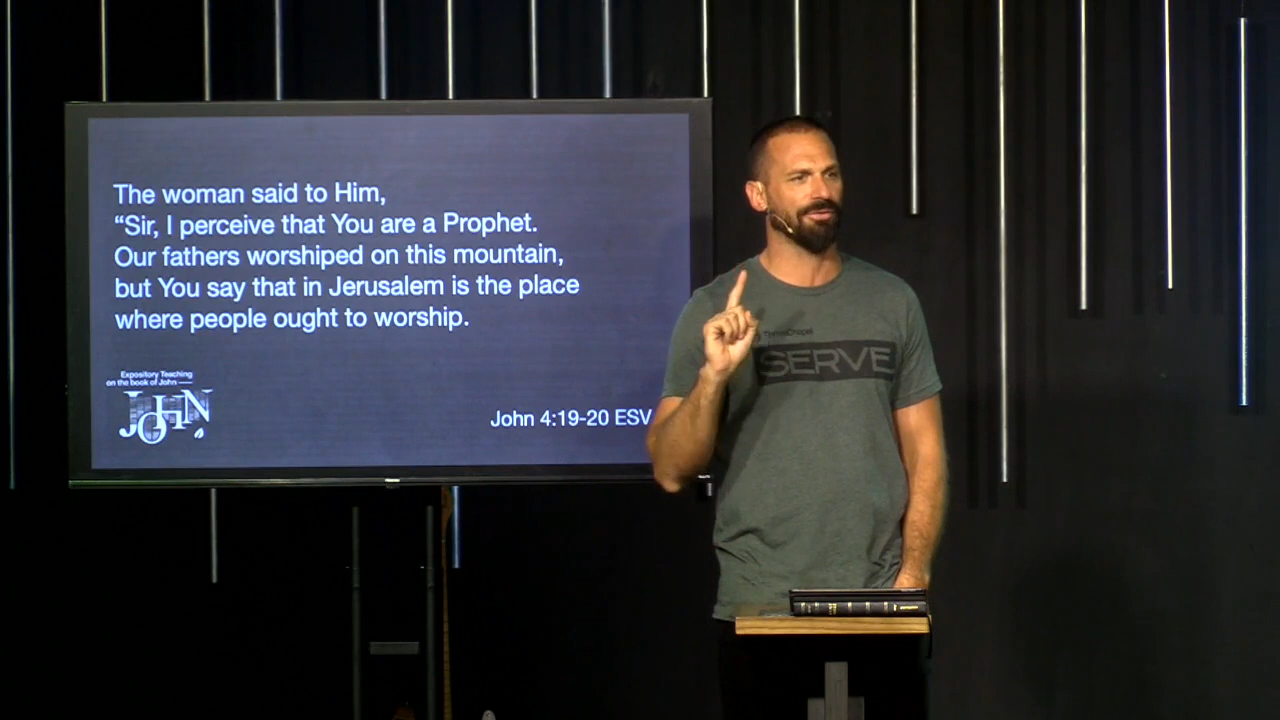 The woman said to Him,
“Sir, I perceive that You are a Prophet.
Our fathers worshiped on this mountain,
but You say that in Jerusalem is the place
where people ought to worship.
Expository Teaching
on the book of John
JOHN
John 4:19-20 ESV
SERVE